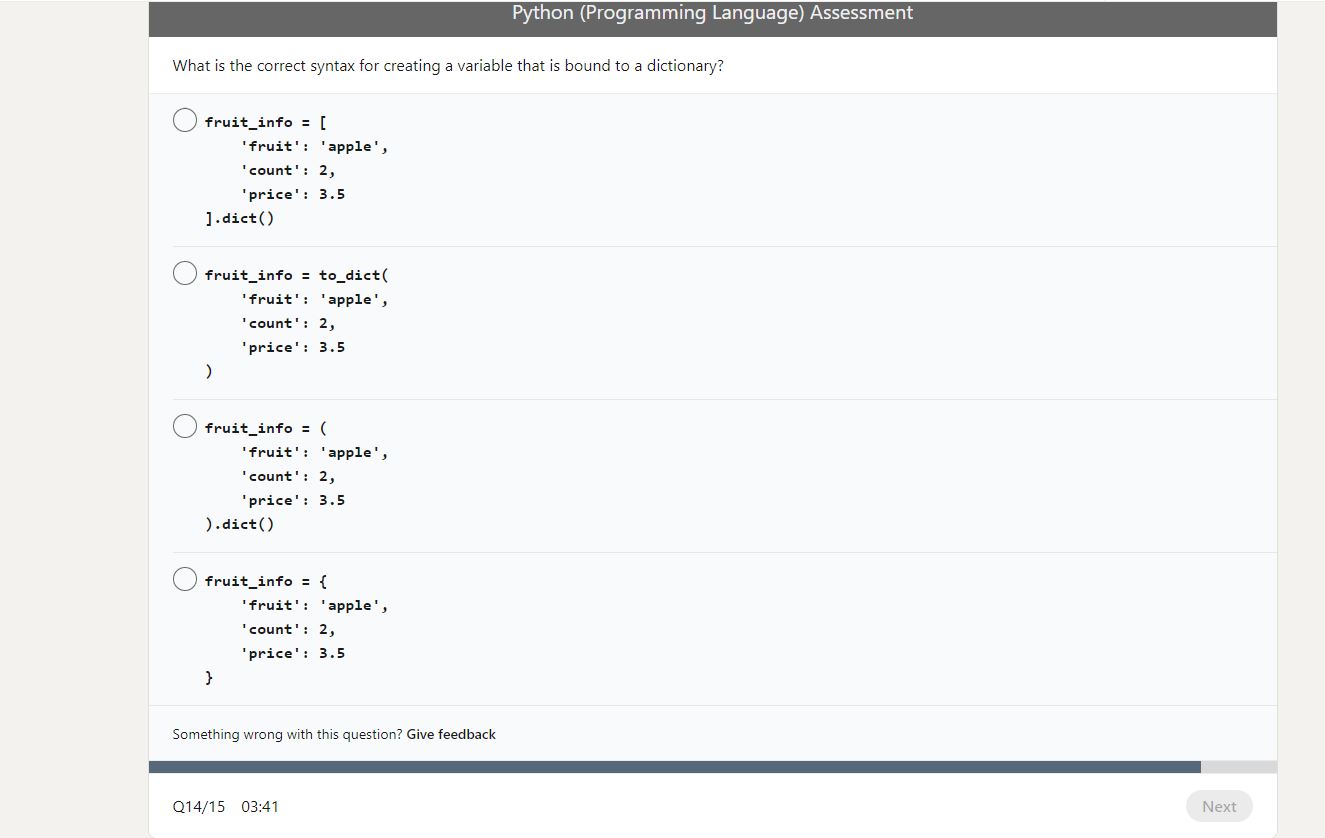 Python (Programming Language) Assessment
What is the correct syntax for creating a variable that is bound to a dictionary?
fruit_info = [
    'fruit': 'apple',
    'count': 2,
    'price': 3.5
].dict()
fruit_info = to_dict(
    'fruit': 'apple',
    'count': 2,
    'price': 3.5
)
fruit_info = (
    'fruit': 'apple',
    'count': 2,
    'price': 3.5
).dict()
fruit_info = {
    'fruit': 'apple',
    'count': 2,
    'price': 3.5
}
Something wrong with this question? Give feedback
Q14/15 03:41 Next